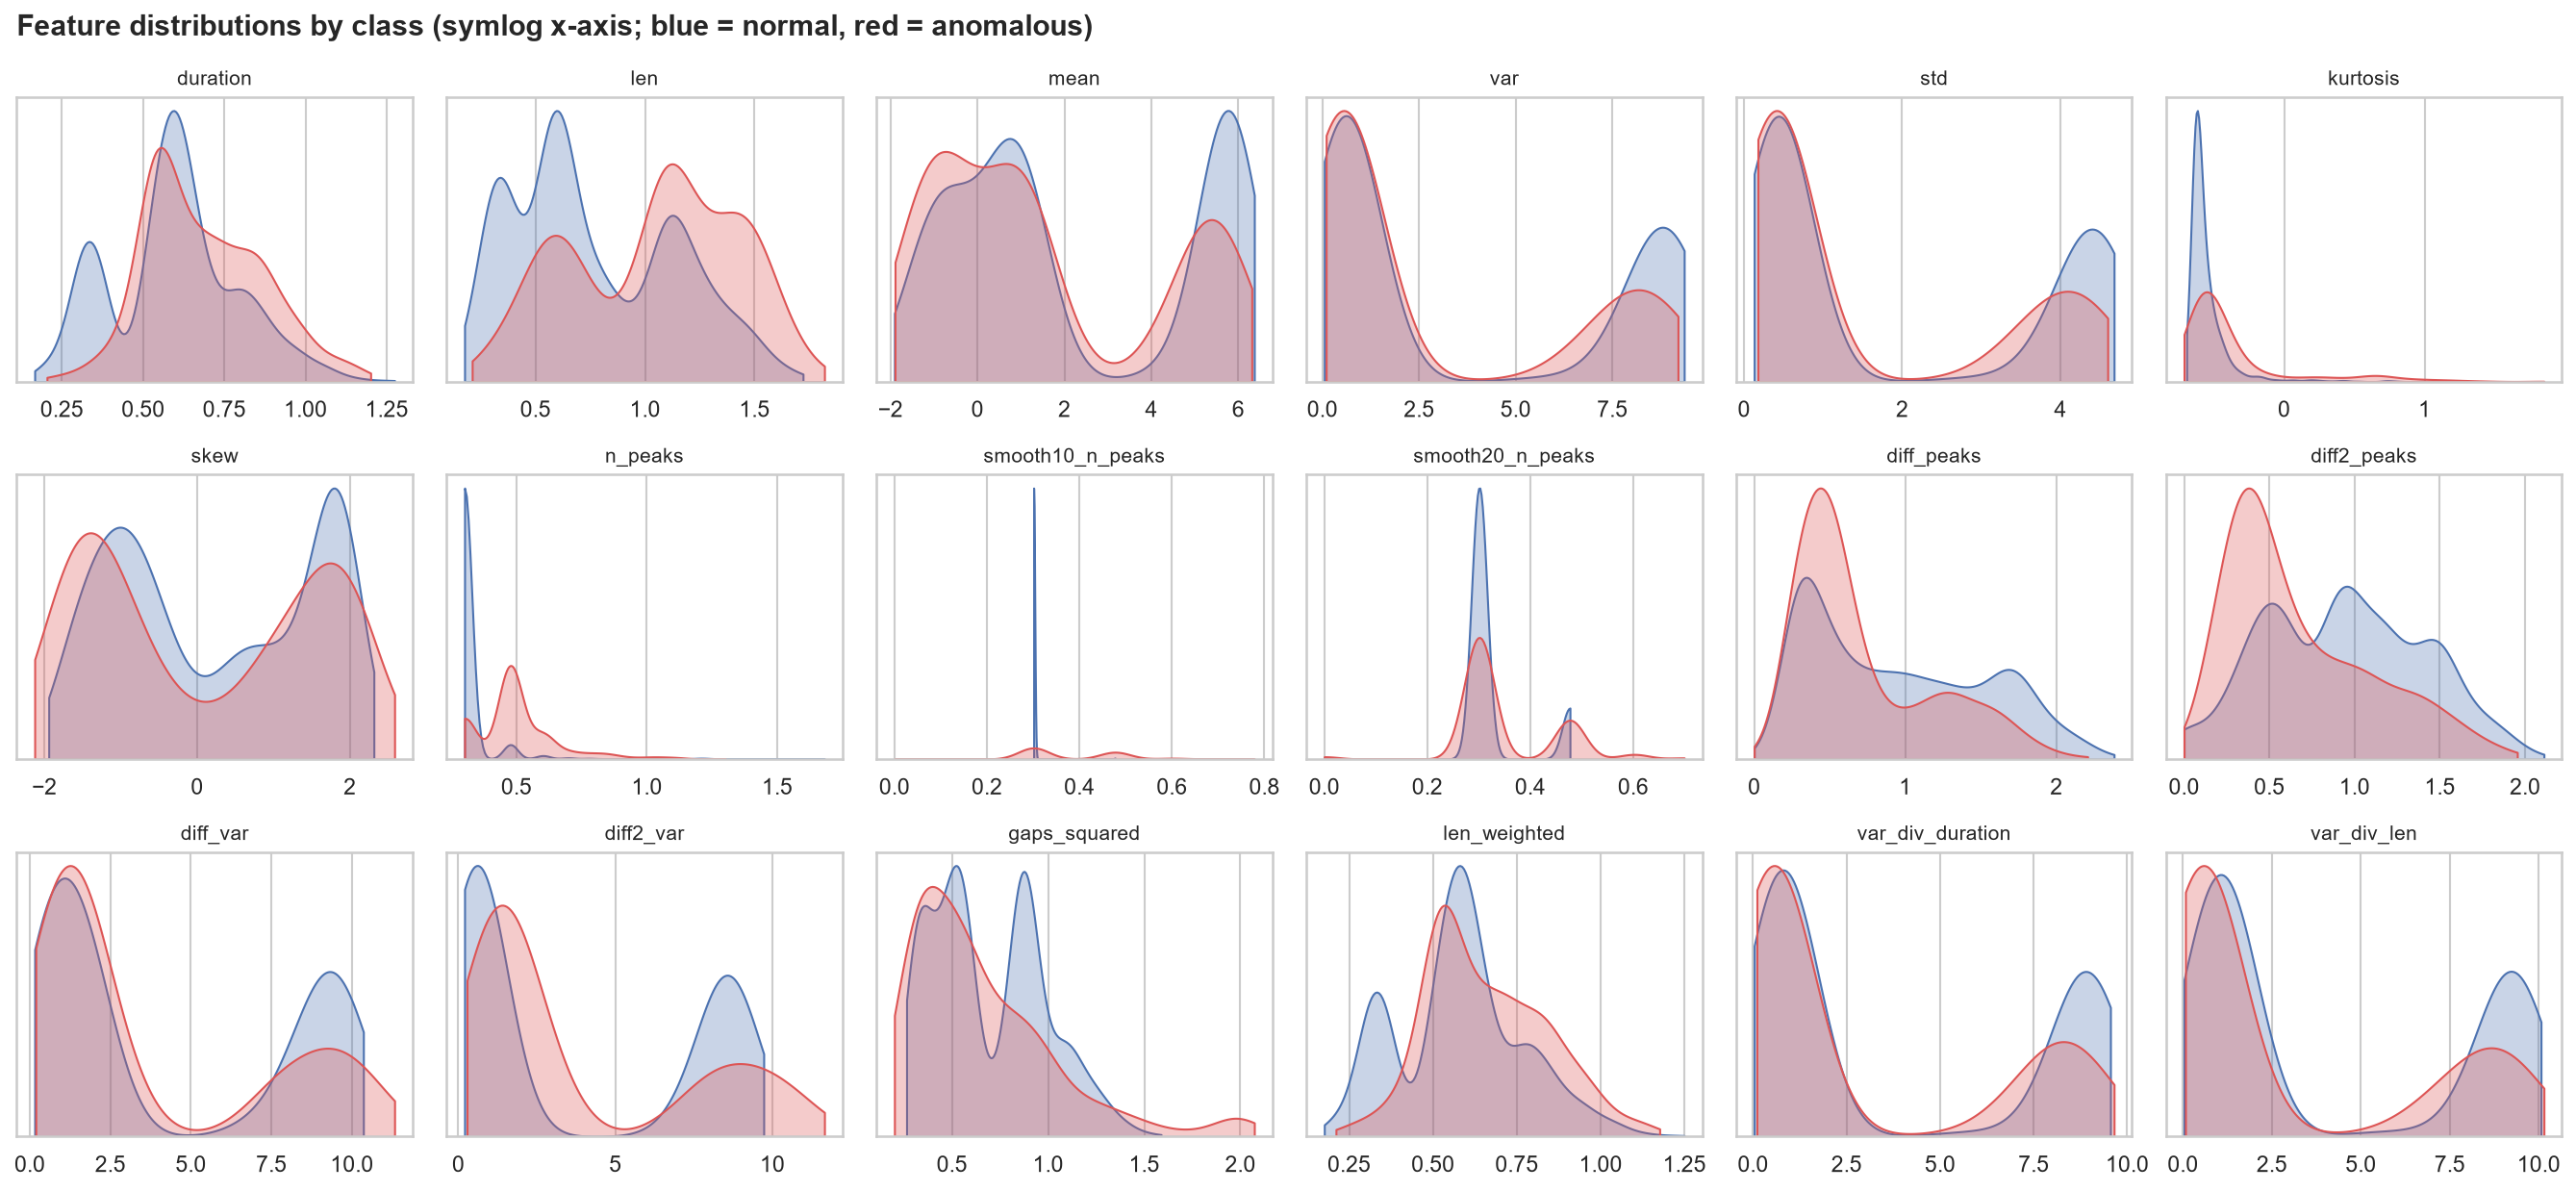 Feature distributions by class (symlog x-axis; blue = normal, red = anomalous)
duration len mean var std kurtosis
0.25 0.50 0.75 1.00 1.25 0.5 1.0 1.5 −2 0 2 4 6 0.0 2.5 5.0 7.5 0 2 4 0 1
skew n_peaks smooth10_n_peaks smooth20_n_peaks diff_peaks diff2_peaks
−2 0 2 0.5 1.0 1.5 0.0 0.2 0.4 0.6 0.8 0.0 0.2 0.4 0.6 0 1 2 0.0 0.5 1.0 1.5 2.0
diff_var diff2_var gaps_squared len_weighted var_div_duration var_div_len
0.0 2.5 5.0 7.5 10.0 0 5 10 0.5 1.0 1.5 2.0 0.25 0.50 0.75 1.00 1.25 0.0 2.5 5.0 7.5 10.0 0.0 2.5 5.0 7.5 10.0